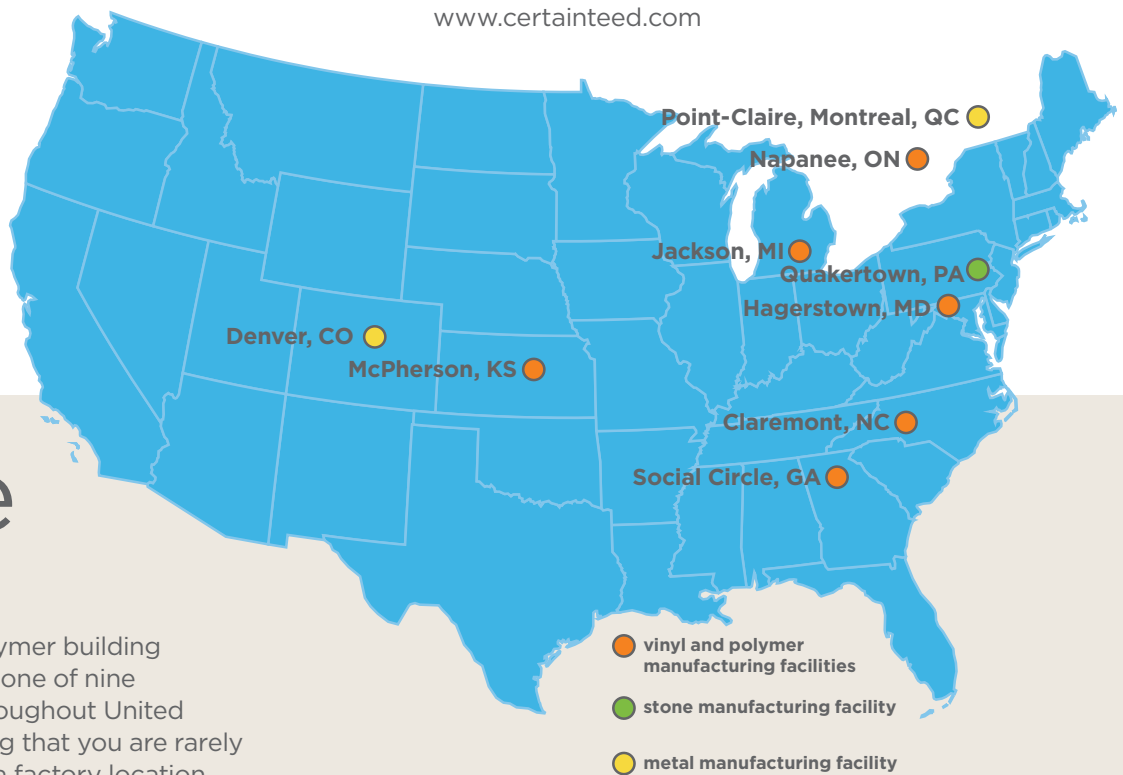 www.certainteed.com
Point-Claire, Montreal, QC
Napanee, ON
Jackson, MI
Quakertown, PA
Hagerstown, MD
Denver, CO
McPherson, KS
Claremont, NC
Social Circle, GA
e
ymer building
one of nine
oughout United
g that you are rarely
factory location
vinyl and polymer
manufacturing facilities
stone manufacturing facility
metal manufacturing facility